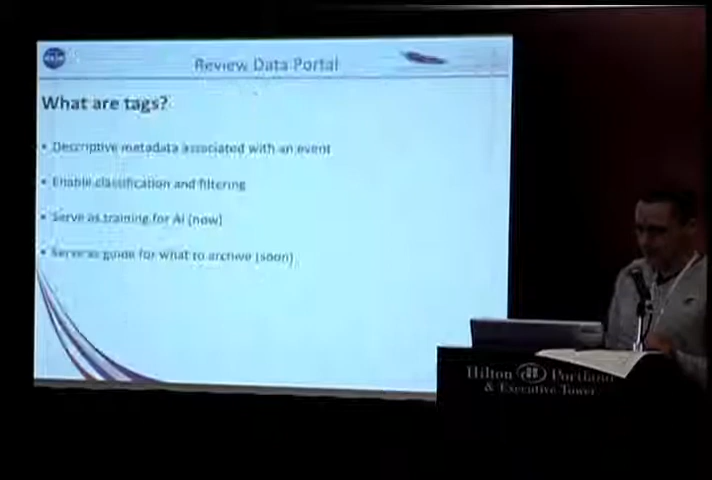 NASA
Review Data Portal
What are tags?
• Descriptive metadata associated with an event
• Enable classification and filtering
• Serve as training for AI (now)
• Serve as guide for what to archive (soon)
Hilton Portland
& Executive Tower